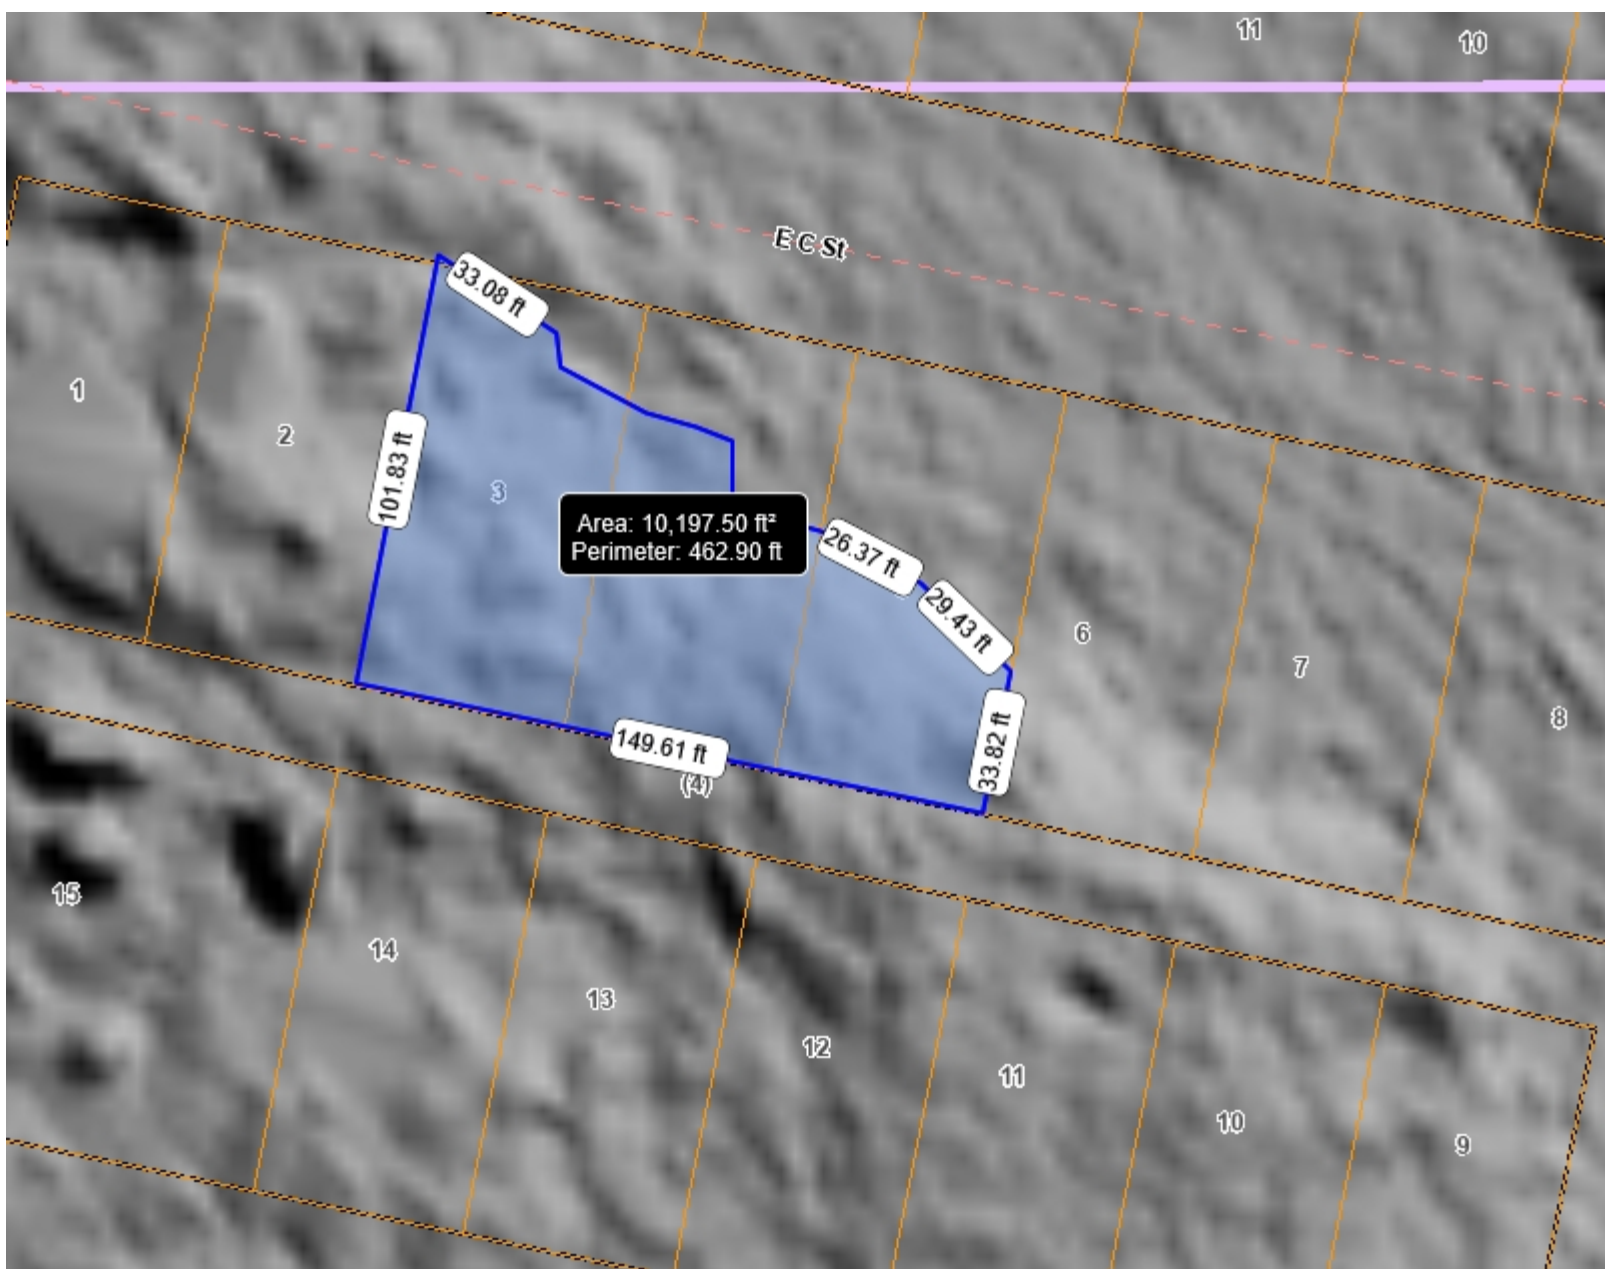 11
10
E C St
33.08 ft
1
2
101.83 ft
3
Area: 10,197.50 ft²
Perimeter: 462.90 ft
26.37 ft
29.43 ft
6
7
8
33.82 ft
149.61 ft
(4)
15
14
13
12
11
10
9